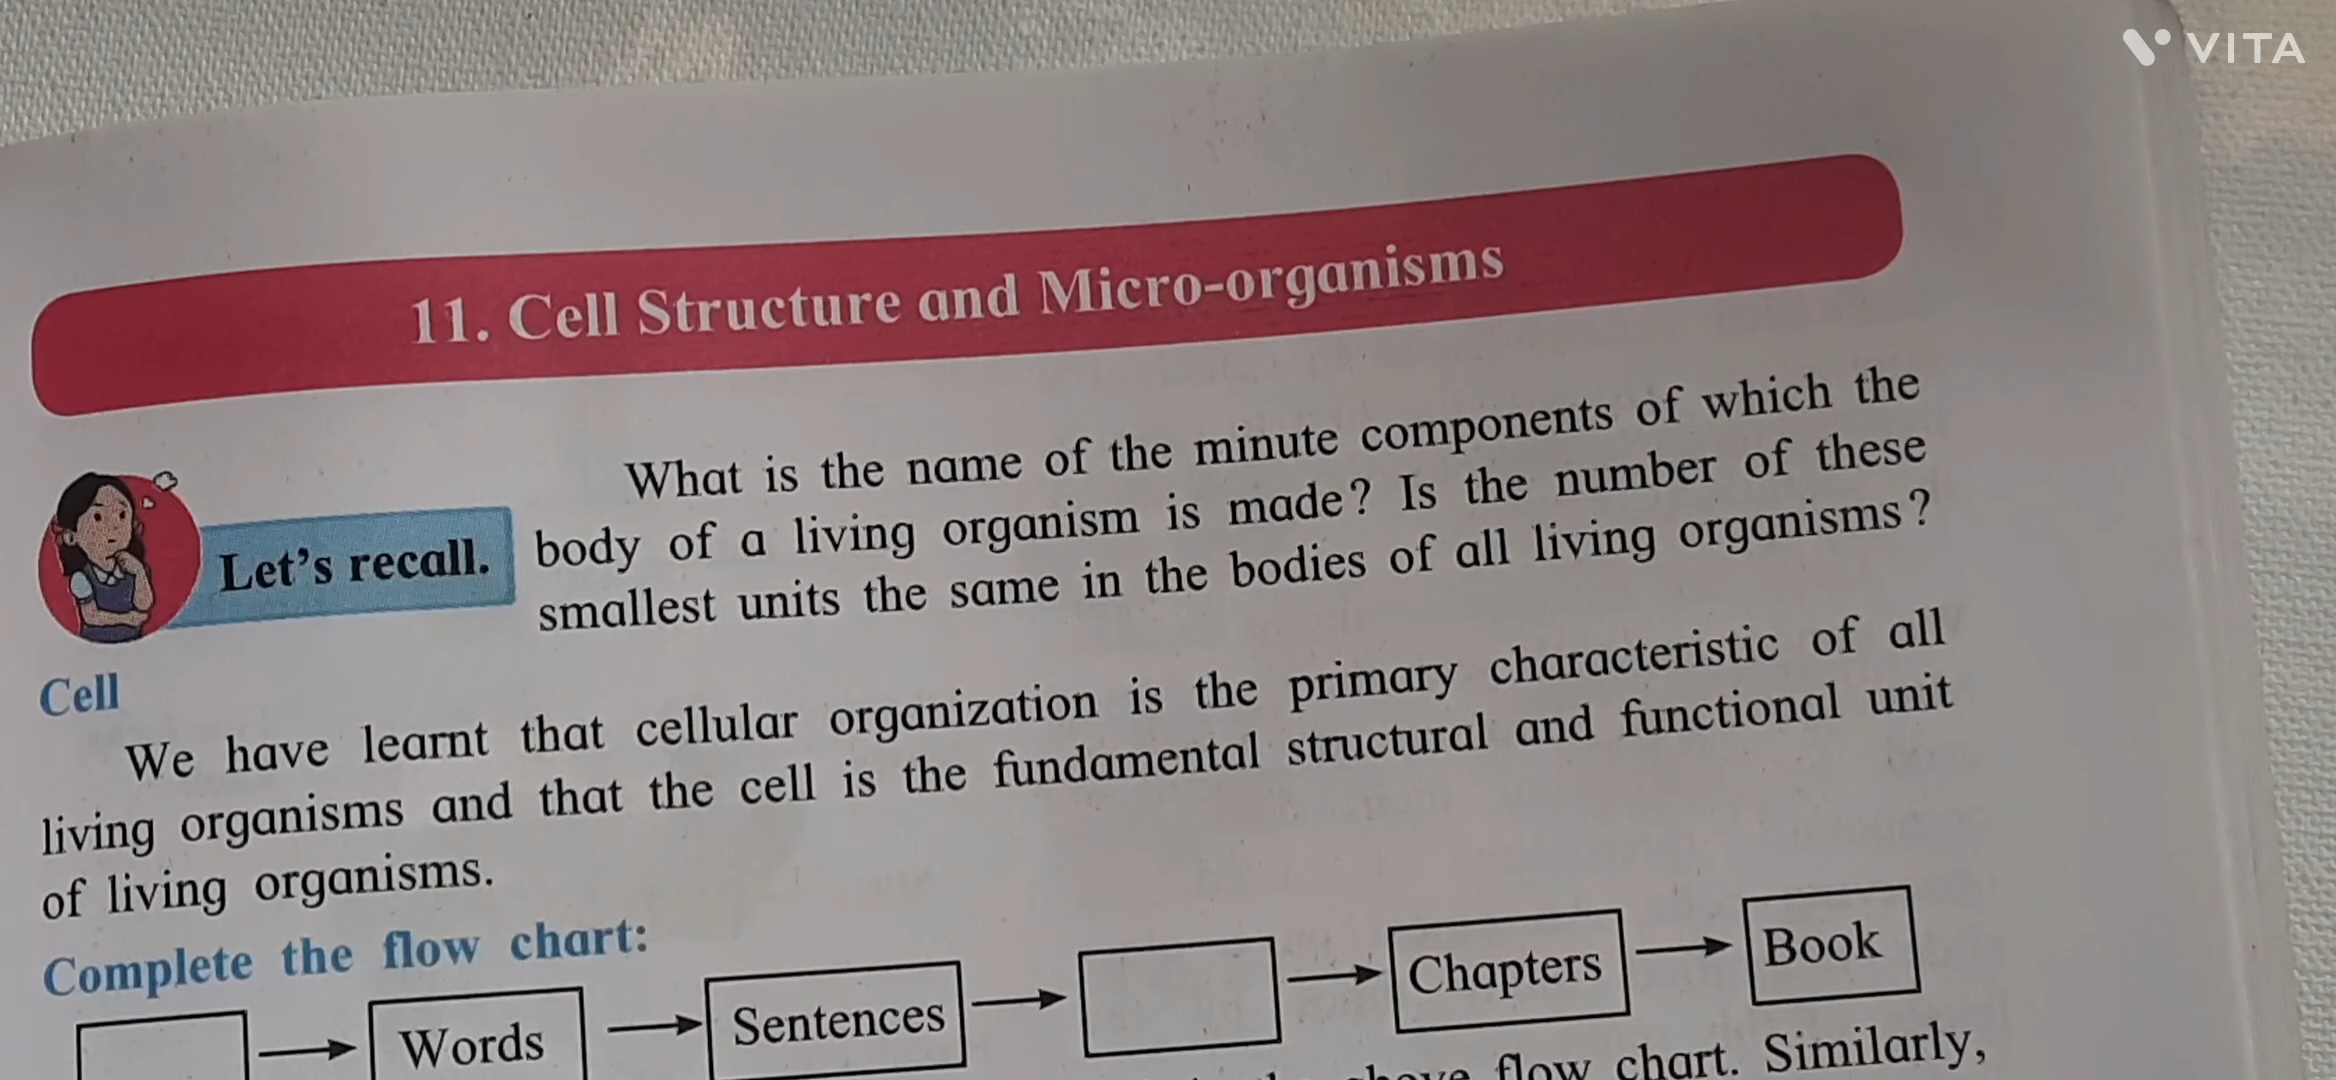 VITA
11. Cell Structure and Micro-organisms
What is the name of the minute components of which the
Let's recall. body of a living organism is made? Is the number of these
smallest units the same in the bodies of all living organisms?
Cell
We have learnt that cellular organization is the primary characteristic of all
living organisms and that the cell is the fundamental structural and functional unit
of living organisms.
Complete the flow chart:
Words Sentences Chapters Book
flow chart. Similarly,